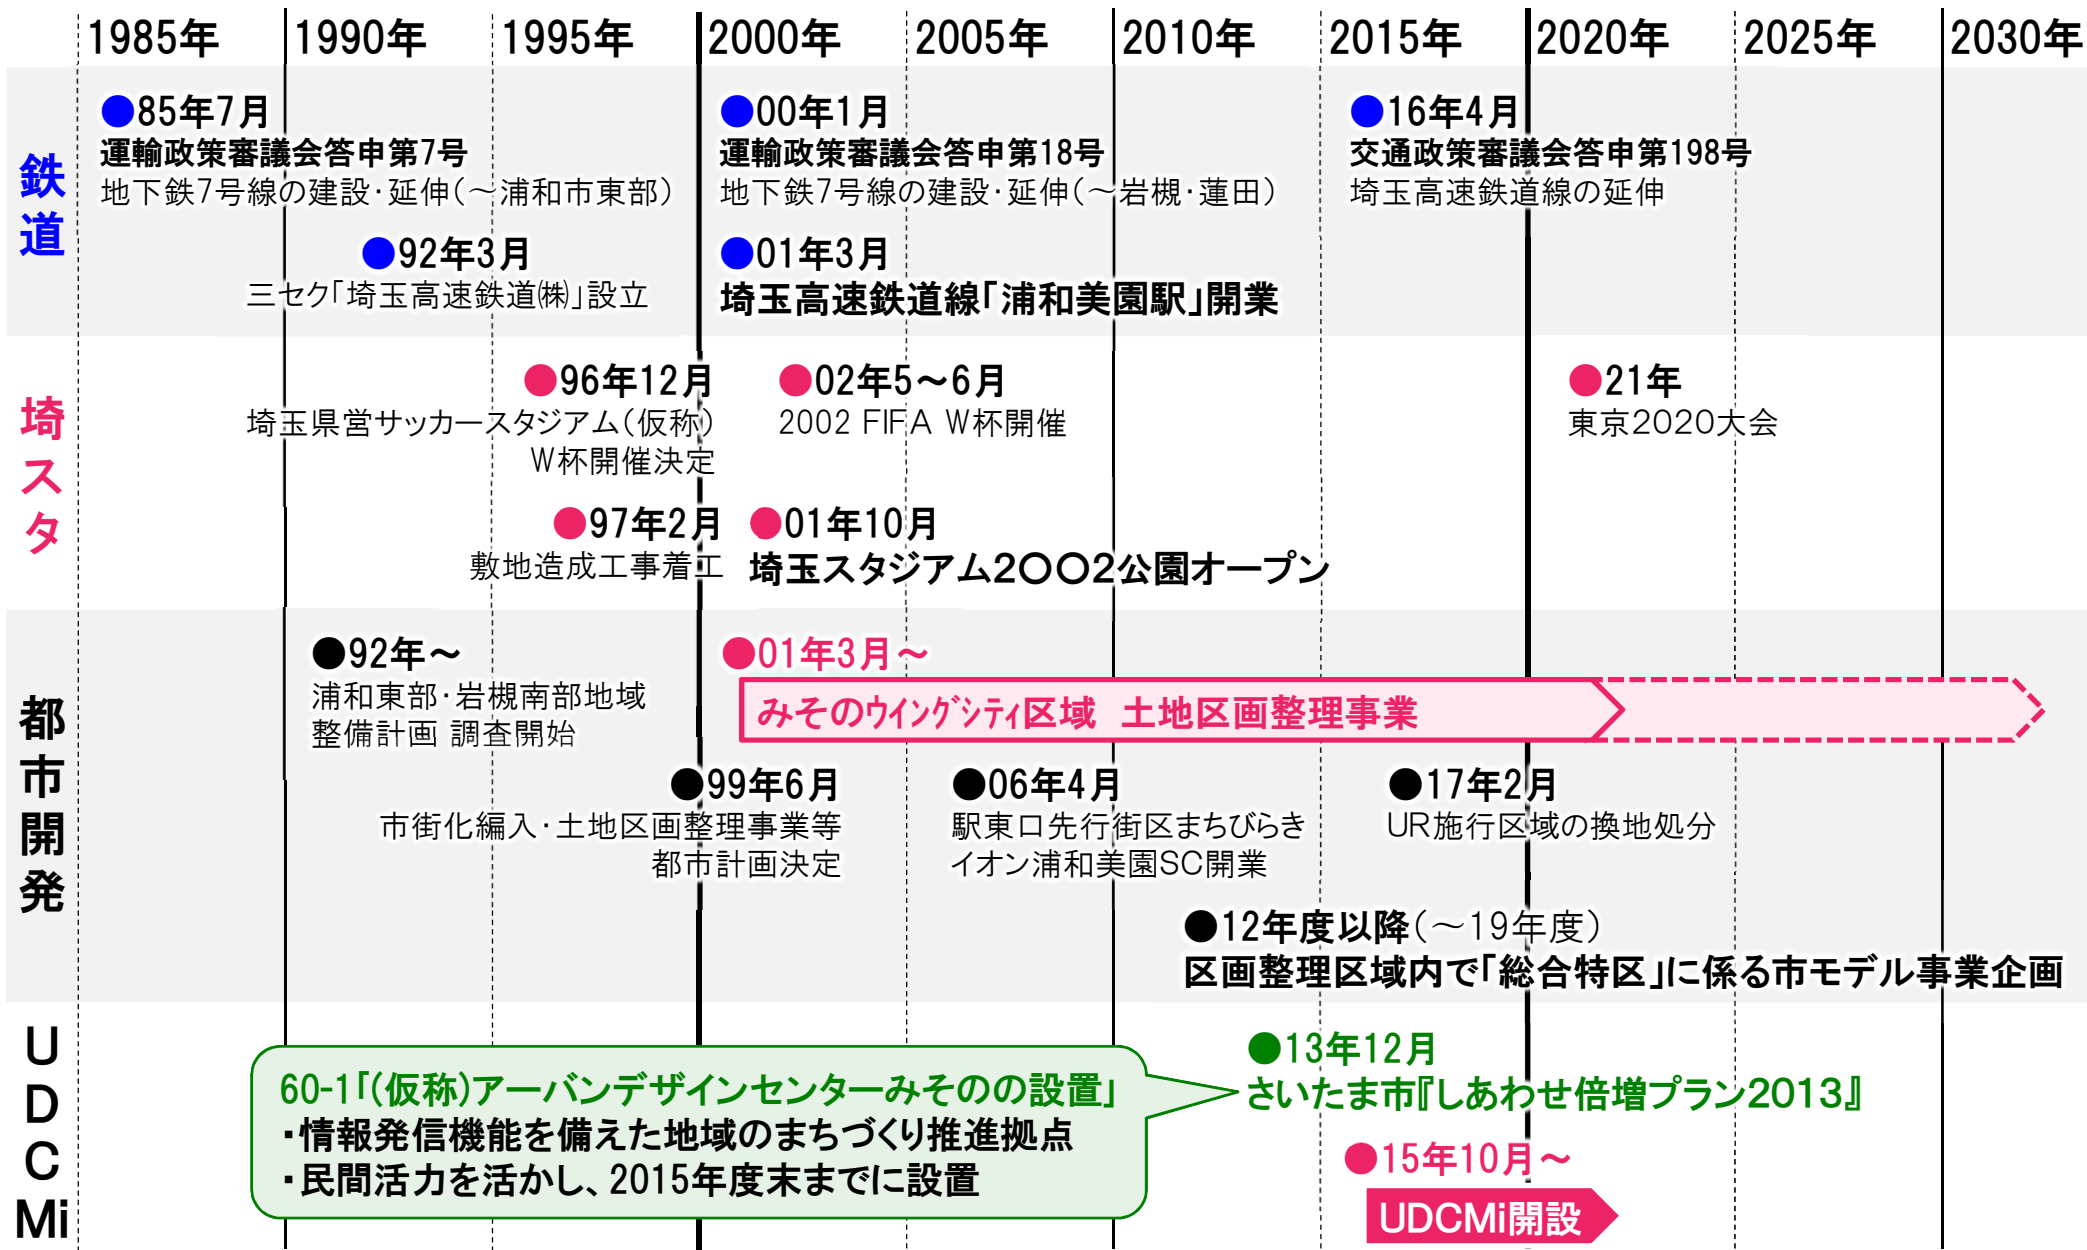 1985年 1990年 1995年 2000年 2005年 2010年 2015年 2020年 2025年 2030年
鉄道
●85年7月
運輸政策審議会答申第7号
地下鉄7号線の建設・延伸(～浦和市東部)
●92年3月
三セク「埼玉高速鉄道㈱」設立
●00年1月
運輸政策審議会答申第18号
地下鉄7号線の建設・延伸(～岩槻・蓮田)
●01年3月
埼玉高速鉄道線「浦和美園駅」開業
●16年4月
交通政策審議会答申第198号
埼玉高速鉄道線の延伸
埼スタ
●96年12月
埼玉県営サッカースタジアム(仮称)
W杯開催決定
●97年2月
敷地造成工事着工
●02年5～6月
2002 FIFA W杯開催
●01年10月
埼玉スタジアム2〇〇2公園オープン
●21年
東京2020大会
都市開発
●92年～
浦和東部・岩槻南部地域
整備計画 調査開始
●01年3月～
みそのｳｲﾝｸﾞｼﾃｨ区域 土地区画整理事業
●99年6月
市街化編入・土地区画整理事業等
都市計画決定
●06年4月
駅東口先行街区まちびらき
イオン浦和美園SC開業
●17年2月
UR施行区域の換地処分
●12年度以降(～19年度)
区画整理区域内で「総合特区」に係る市モデル事業企画
UDCMi
●13年12月
さいたま市『しあわせ倍増プラン2013』
60-1「(仮称)アーバンデザインセンターみそのの設置」
・情報発信機能を備えた地域のまちづくり推進拠点
・民間活力を活かし、2015年度末までに設置
●15年10月～
UDCMi開設